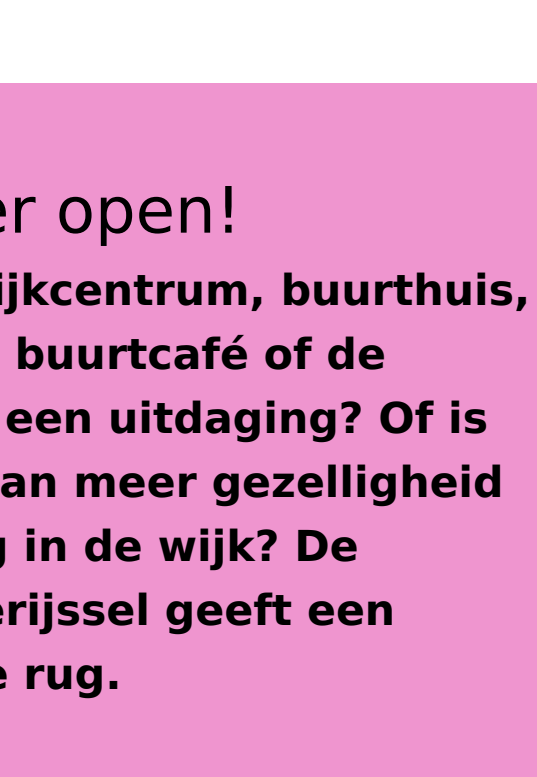 er open!
ijkcentrum, buurthuis,
buurtcafé of de
een uitdaging? Of is
an meer gezelligheid
g in de wijk? De
erijssel geeft een
e rug.